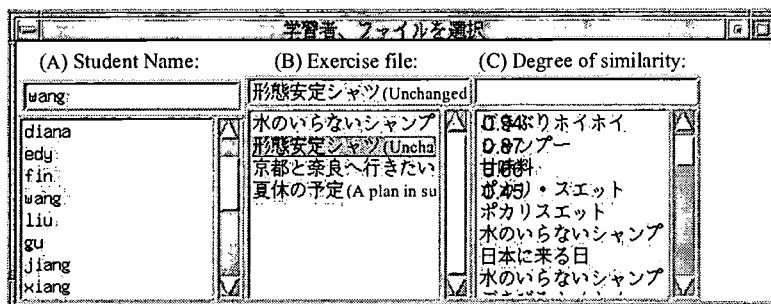 学習者、ファイルを選択
(A) Student Name:
(B) Exercise file:
(C) Degree of similarity:
wang
形態安定シャツ(Unchanged
diana
edy
fin
wang
liu
gu
jiang
xiang
水のいらないシャンプ
形態安定シャツ(Uncha
京都と奈良へ行きたい
夏休の予定(A plan in su
ポカリスエット
水のいらないシャンプ
日本に来る日
水のいらないシャンプ